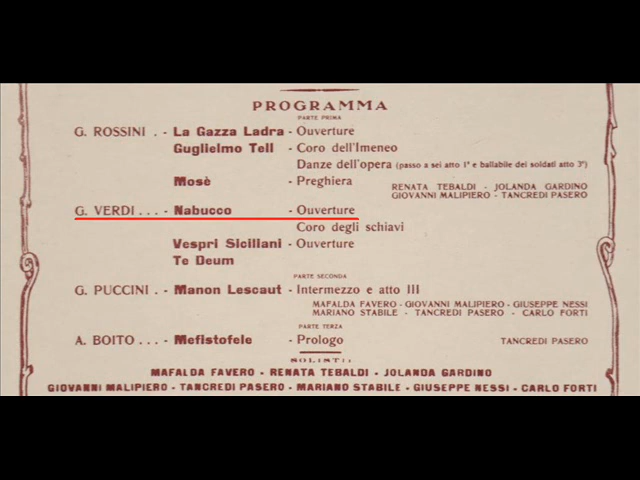 PROGRAMMA
PARTE PRIMA
G. ROSSINI . - La Gazza Ladra - Ouverture
Guglielmo Tell - Coro dell'Imeneo
Danze dell'opera (passo a sei atto 1º e ballabile dei soldati atto 3º)
Mosè - Preghiera
RENATA TEBALDI - JOLANDA GARDINO
GIOVANNI MALIPIERO - TANCREDI PASERO
G. VERDI . . . - Nabucco - Ouverture
Coro degli schiavi
Vespri Siciliani - Ouverture
Te Deum
PARTE SECONDA
G. PUCCINI . - Manon Lescaut - Intermezzo e atto III
MAFALDA FAVERO - GIOVANNI MALIPIERO - GIUSEPPE NESSI
MARIANO STABILE - TANCREDI PASERO - CARLO FORTI
PARTE TERZA
A. BOITO . . . - Mefistofele - Prologo TANCREDI PASERO
SOLISTI:
MAFALDA FAVERO - RENATA TEBALDI - JOLANDA GARDINO
GIOVANNI MALIPIERO - TANCREDI PASERO - MARIANO STABILE - GIUSEPPE NESSI - CARLO FORTI